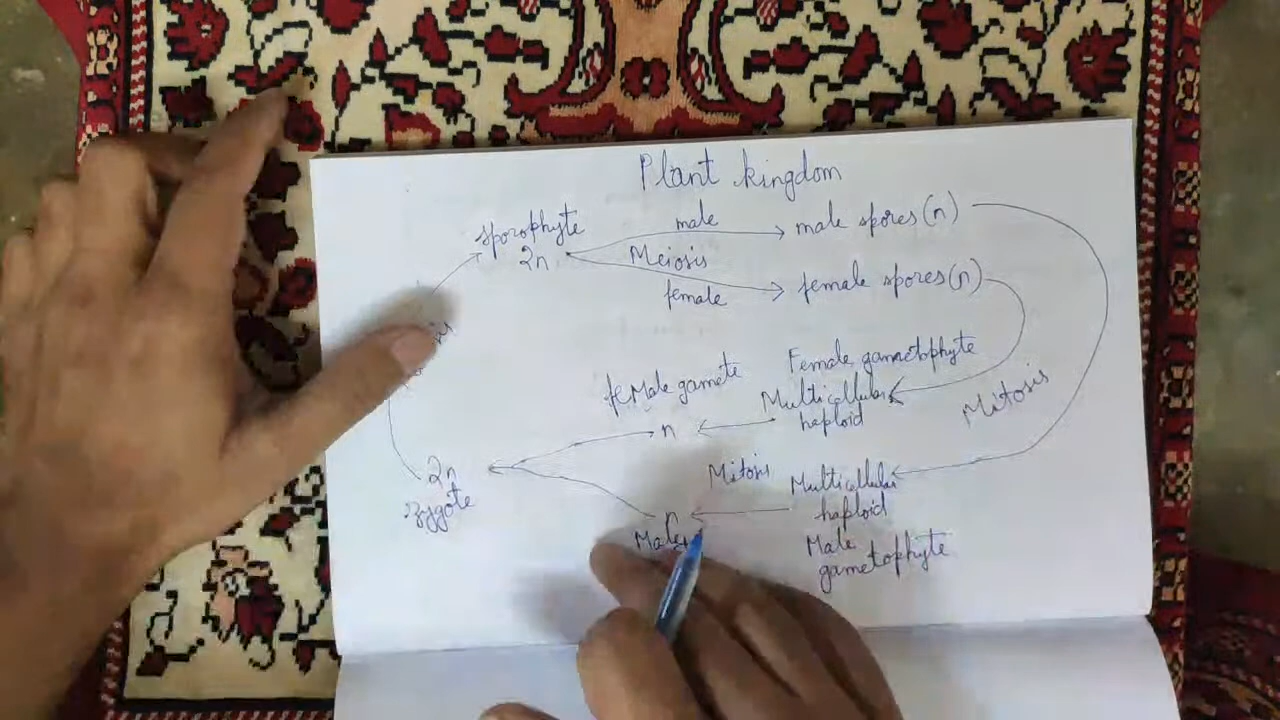 Plant kingdom
sporophyte
2n
male
Meiosis
female
male spores (n)
female spores (n)
Female gametophyte
Multicellular
haploid
Mitosis
feMale gamete
n
2n
zygote
Mitosis
n
Multicellular
haploid
Male
gametophyte